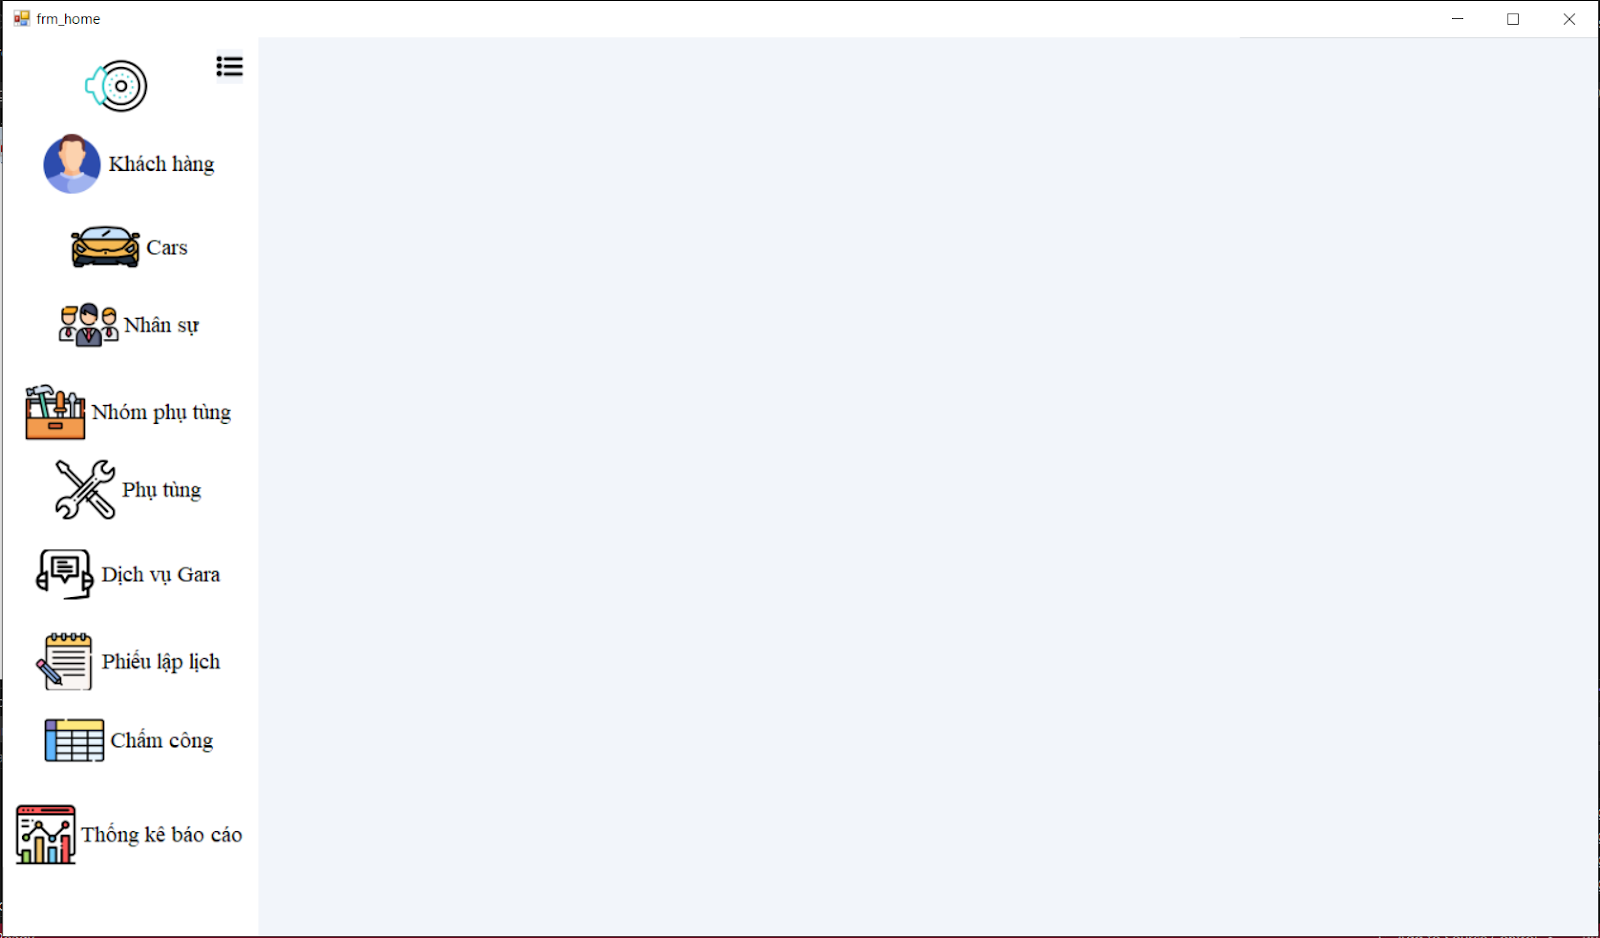 frm_home
Khách hàng
Cars
Nhân sự
Nhóm phụ tùng
Phụ tùng
Dịch vụ Gara
Phiếu lập lịch
Chấm công
Thống kê báo cáo